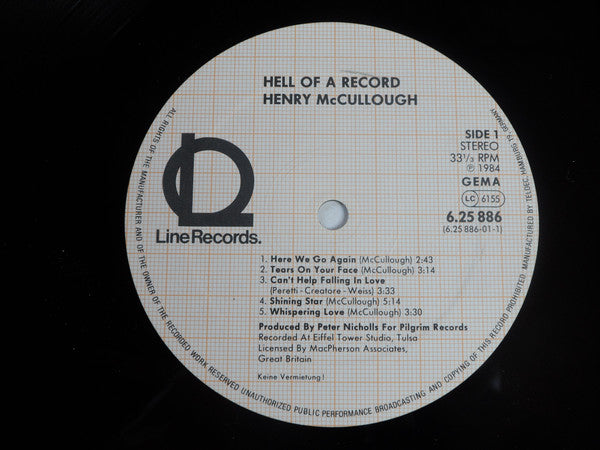 HELL OF A RECORD
HENRY McCULLOUGH
SIDE 1
STEREO
33⅓ RPM
Ⓟ 1984
GEMA
LC 6155
6.25 886
(6.25 886-01-1)
LineRecords.
1. Here We Go Again (McCullough) 2:43
2. Tears On Your Face (McCullough) 3:14
3. Can't Help Falling In Love
(Peretti-Creatore-Weiss) 3:33
4. Shining Star (McCullough) 5:14
5. Whispering Love (McCullough) 3:30
Produced By Peter Nicholls For Pilgrim Records
Recorded At Eiffel Tower Studio, Tulsa
Licensed By MacPherson Associates,
Great Britain
Keine Vermietung!
ALL RIGHTS OF THE MANUFACTURER AND OF THE OWNER OF THE RECORDED WORK RESERVED UNAUTHORIZED PUBLIC PERFORMANCE BROADCASTING AND COPYING OF THIS RECORD PROHIBITED. MANUFACTURED BY TELDEC, HAMBURG 19, GERMANY